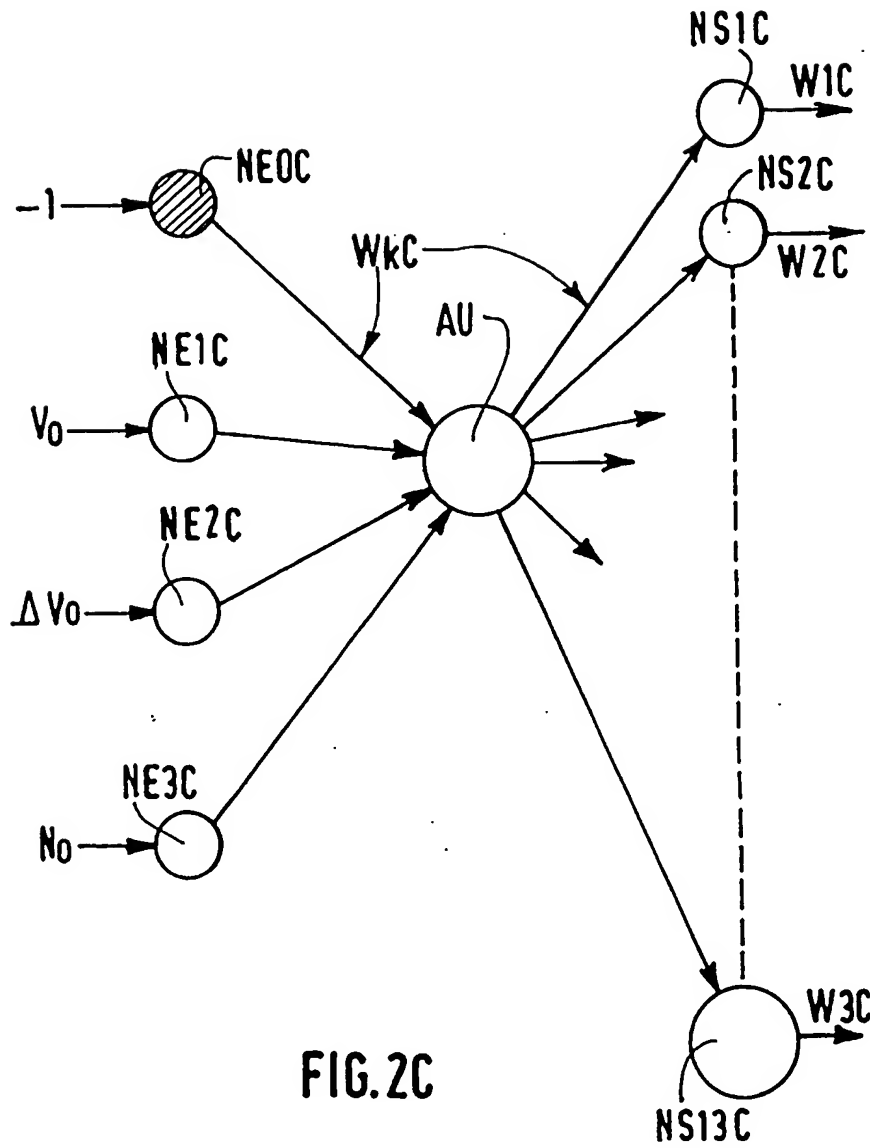 NS1C
W1C
NE0C
-1
NS2C
WkC
W2C
AU
NE1C
V0
NE2C
ΔV0
NE3C
N0
W3C
FIG.2C
NS13C